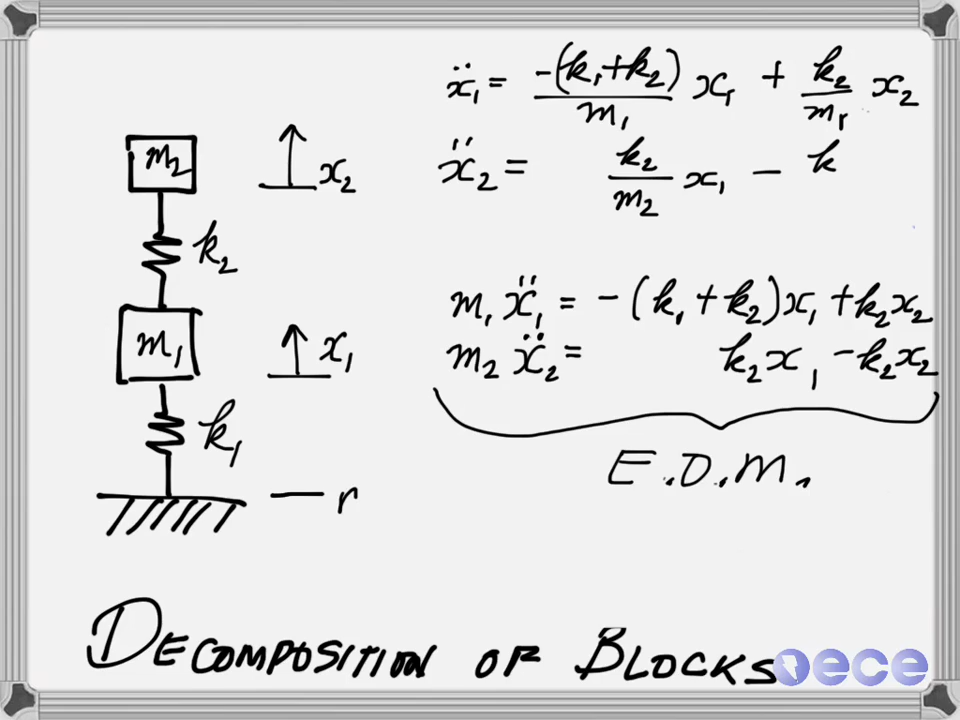 ẍ₁ = -(k₁+k₂)/m₁ x₁ + k₂/m₁ x₂
ẍ₂ = k₂/m₂ x₁ - k
m₂
x₂
k₂
m₁ẍ₁ = -(k₁+k₂)x₁+k₂x₂
m₂ẍ₂ = k₂x₁-k₂x₂
m₁
x₁
k₁
E.O.M.
r
DECOMPOSITION OF BLOCKS
ece